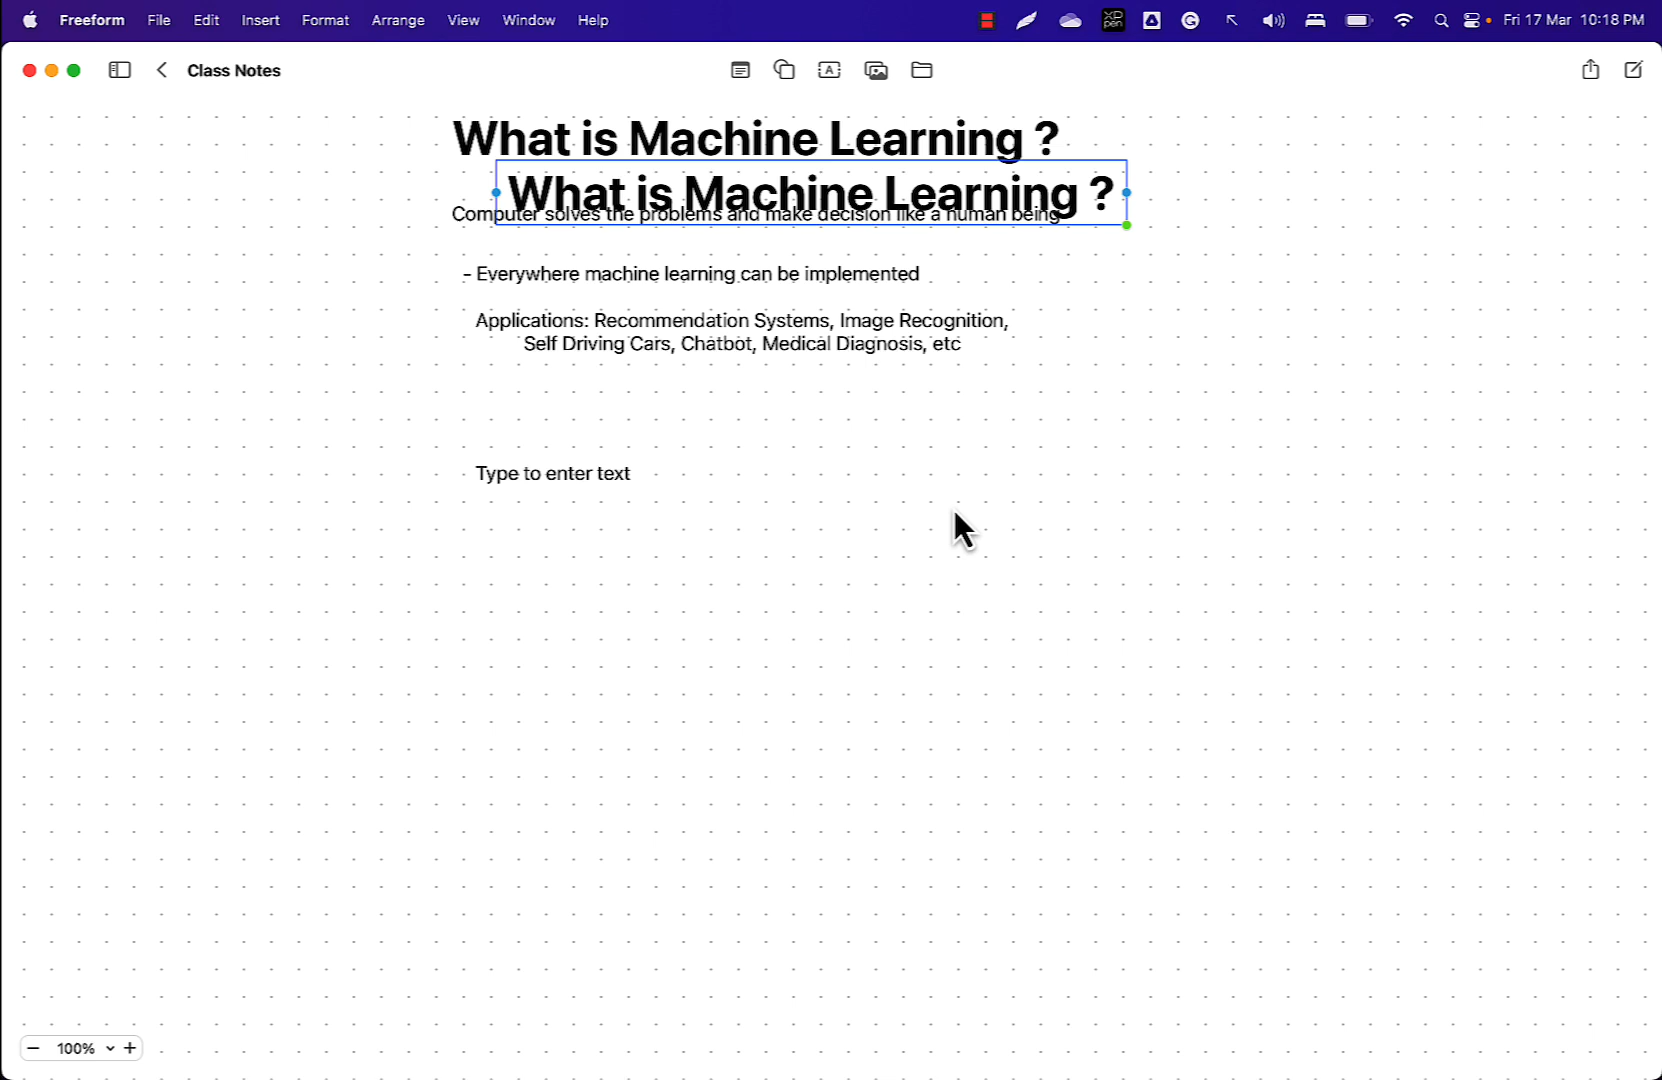 Freeform File Edit Insert Format Arrange View Window Help XP pen Fri 17 Mar 10:18 PM
Class Notes
What is Machine Learning ?
What is Machine Learning ?
Computer solves the problems and make decision like a human being
- Everywhere machine learning can be implemented
Applications: Recommendation Systems, Image Recognition,
Self Driving Cars, Chatbot, Medical Diagnosis, etc
Type to enter text
100%